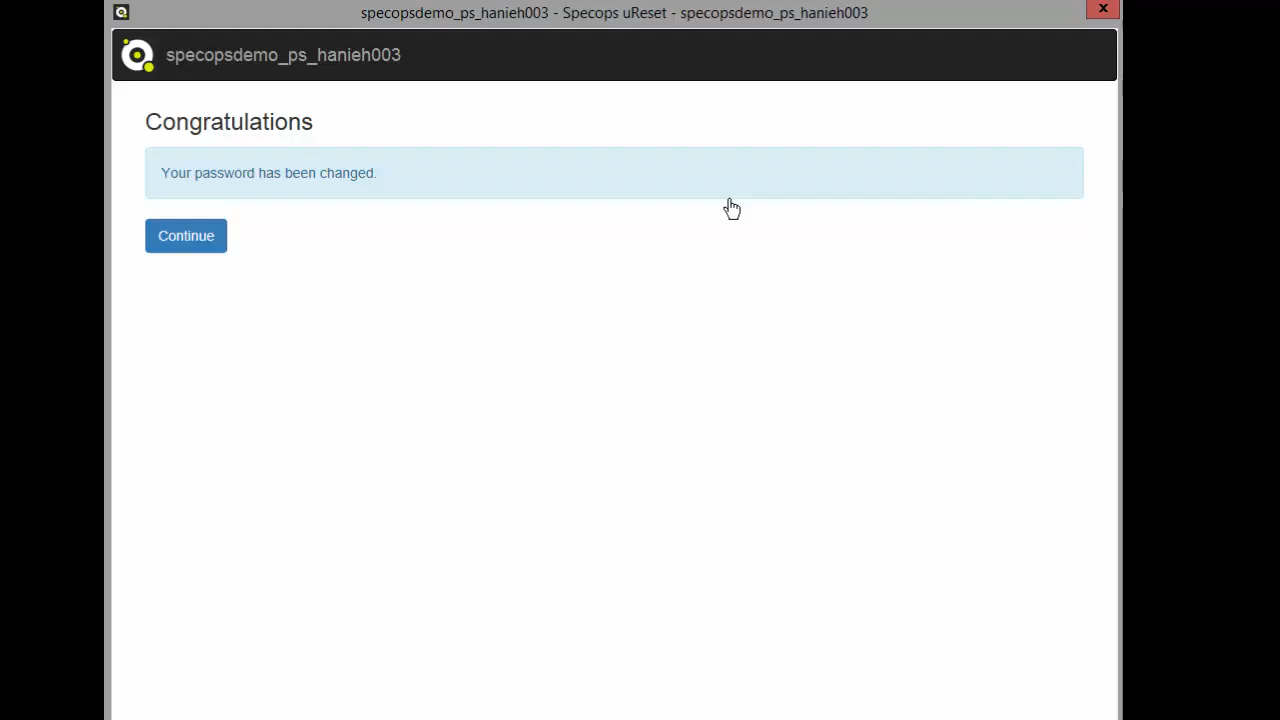 specopsdemo_ps_hanieh003 - Specops uReset - specopsdemo_ps_hanieh003
x
specopsdemo_ps_hanieh003
Congratulations
Your password has been changed.
Continue